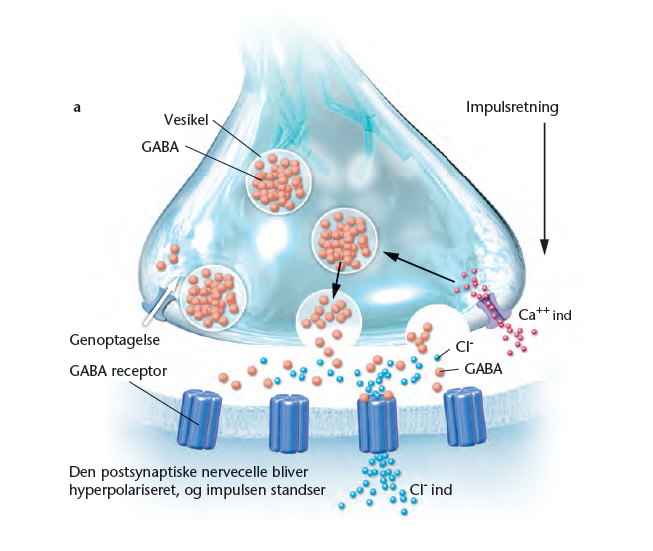 a
Impulsretning
Vesikel
GABA
Ca++ ind
Genoptagelse
Cl-
GABA receptor
GABA
Den postsynaptiske nervecelle bliver
hyperpolariseret, og impulsen standser
Cl- ind